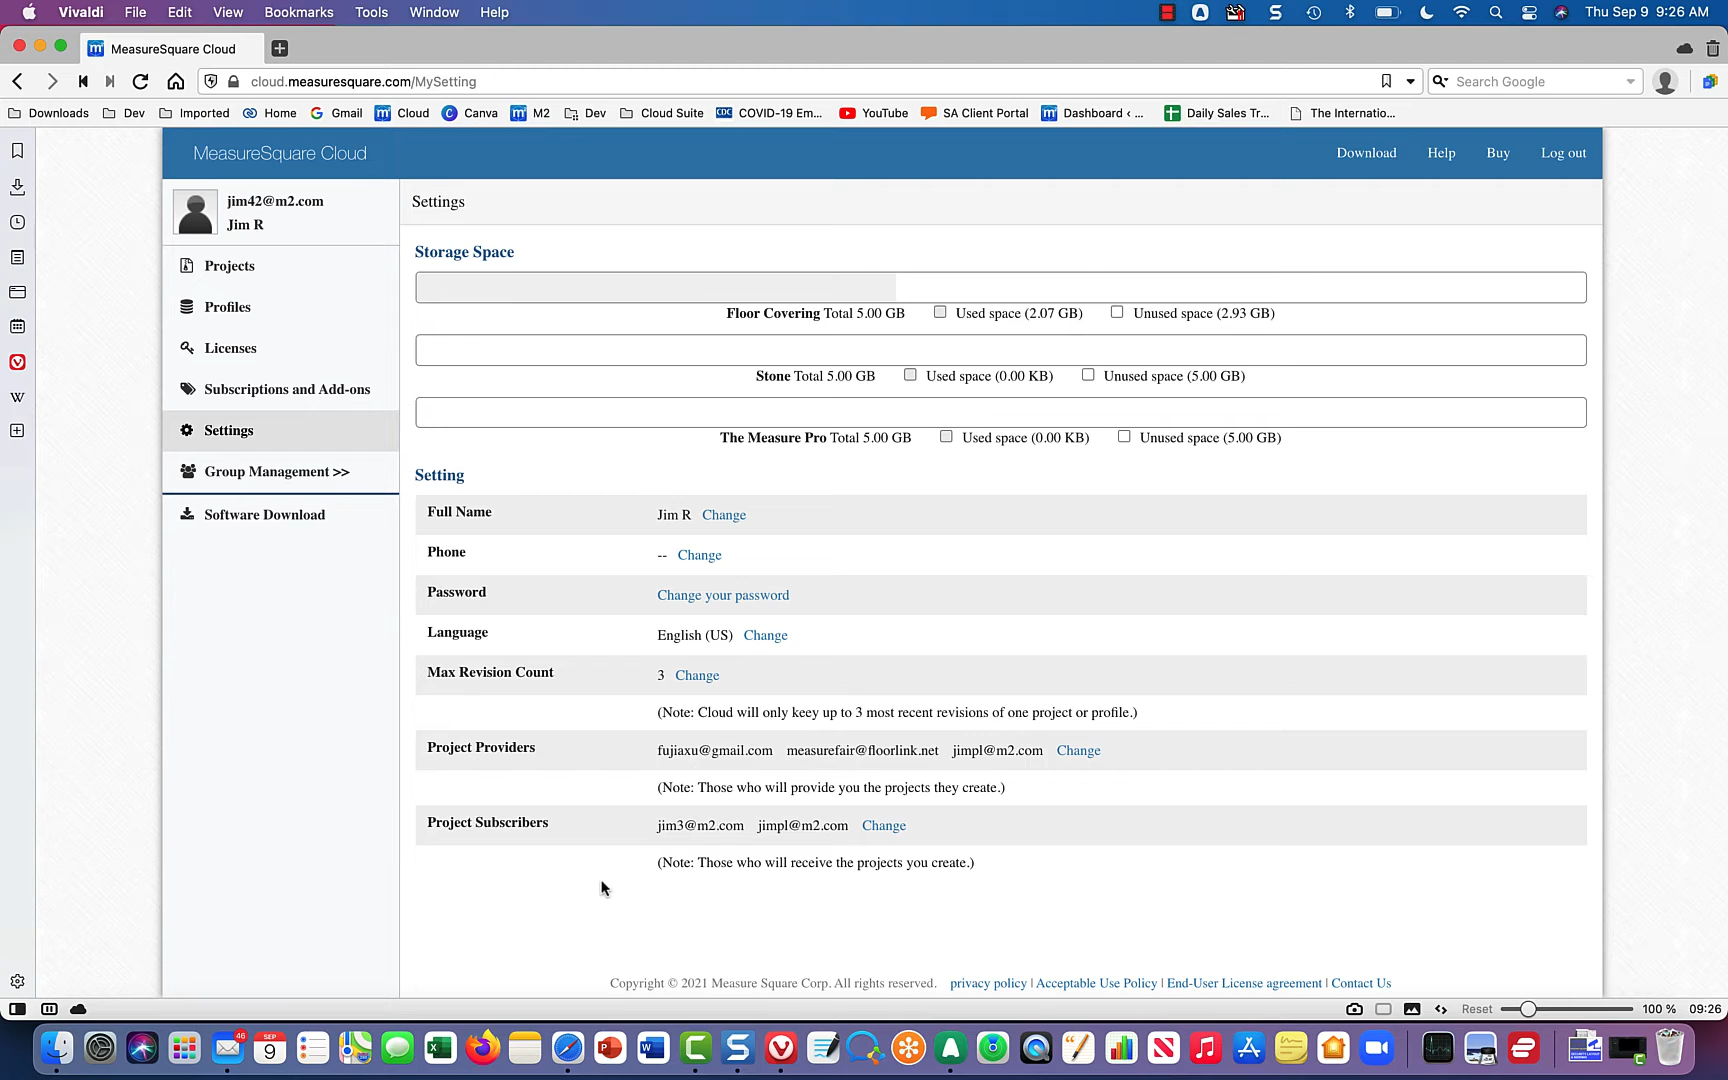 Vivaldi File Edit View Bookmarks Tools Window Help Thu Sep 9 9:26 AM
MeasureSquare Cloud
cloud.measuresquare.com/MySetting Search Google
Downloads Dev Imported Home Gmail Cloud Canva M2 Dev Cloud Suite COVID-19 Em... YouTube SA Client Portal Dashboard ‹ ... Daily Sales Tr... The Internatio...
MeasureSquare Cloud Download Help Buy Log out
jim42@m2.com
Jim R
Settings
Projects
Profiles
Licenses
Subscriptions and Add-ons
Settings
Group Management >>
Software Download
Storage Space
Floor Covering Total 5.00 GB Used space (2.07 GB) Unused space (2.93 GB)
Stone Total 5.00 GB Used space (0.00 KB) Unused space (5.00 GB)
The Measure Pro Total 5.00 GB Used space (0.00 KB) Unused space (5.00 GB)
Setting
Full Name Jim R Change
Phone -- Change
Password Change your password
Language English (US) Change
Max Revision Count 3 Change
(Note: Cloud will only keey up to 3 most recent revisions of one project or profile.)
Project Providers fujiaxu@gmail.com measurefair@floorlink.net jimpl@m2.com Change
(Note: Those who will provide you the projects they create.)
Project Subscribers jim3@m2.com jimpl@m2.com Change
(Note: Those who will receive the projects you create.)
Copyright © 2021 Measure Square Corp. All rights reserved. privacy policy | Acceptable Use Policy | End-User License agreement | Contact Us
Reset 100 % 09:26
46 SEP 9